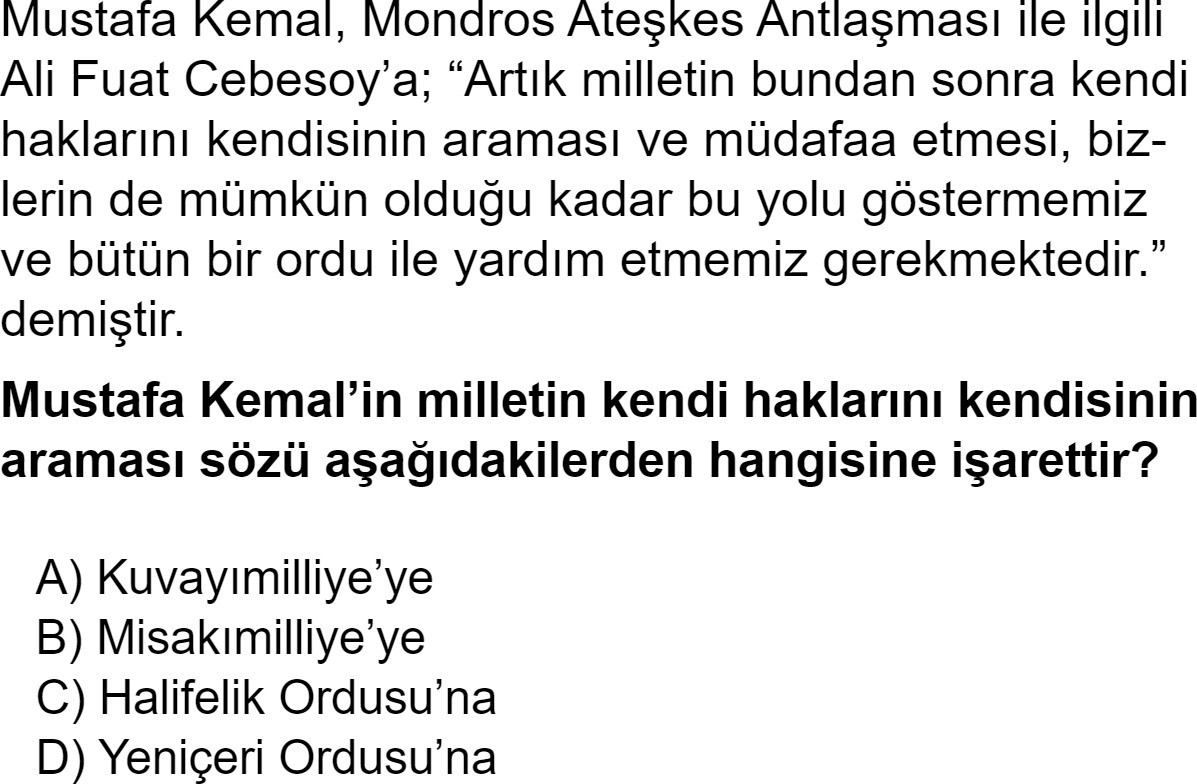 Mustafa Kemal, Mondros Ateşkes Antlaşması ile ilgili
Ali Fuat Cebesoy’a; “Artık milletin bundan sonra kendi
haklarını kendisinin araması ve müdafaa etmesi, biz-
lerin de mümkün olduğu kadar bu yolu göstermemiz
ve bütün bir ordu ile yardım etmemiz gerekmektedir.”
demiştir.
Mustafa Kemal’in milletin kendi haklarını kendisinin
araması sözü aşağıdakilerden hangisine işarettir?
A) Kuvayımilliye’ye
B) Misakımilliye’ye
C) Halifelik Ordusu’na
D) Yeniçeri Ordusu’na